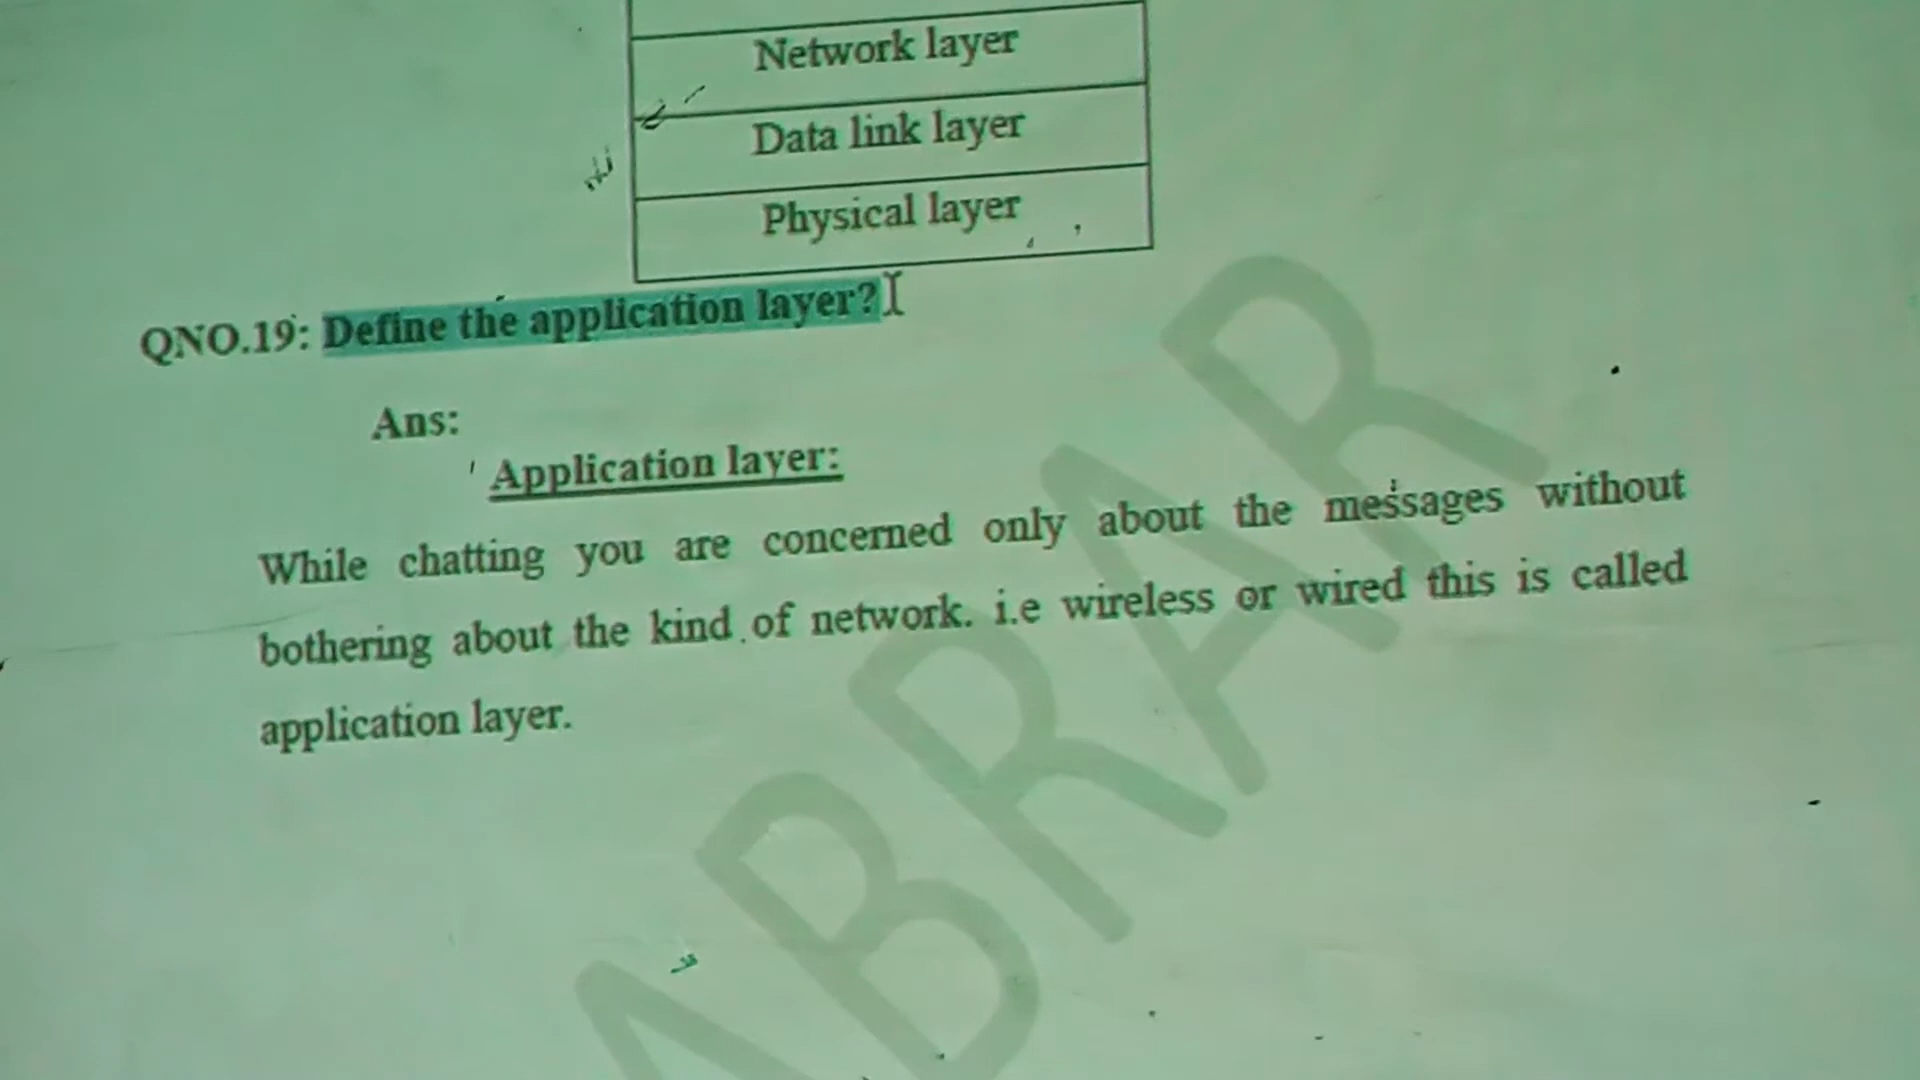 Network layer
Data link layer
Physical layer
QNO.19: Define the application layer?
Ans:
Application layer:
While chatting you are concerned only about the messages without
bothering about the kind of network. i.e wireless or wired this is called
application layer.
ABRAR